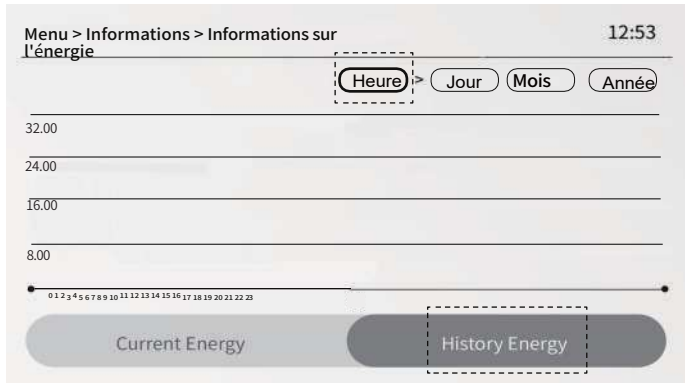 Menu > Informations > Informations sur
l'énergie
12:53
Heure > Jour Mois Année
32.00
24.00
16.00
8.00
0 1 2 3 4 5 6 7 8 9 10 11 12 13 14 15 16 17 18 19 20 21 22 23
Current Energy
History Energy